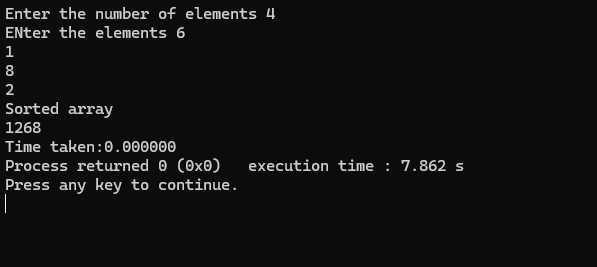 Enter the number of elements 4
ENter the elements 6
1
8
2
Sorted array
1268
Time taken:0.000000
Process returned 0 (0x0)   execution time : 7.862 s
Press any key to continue.